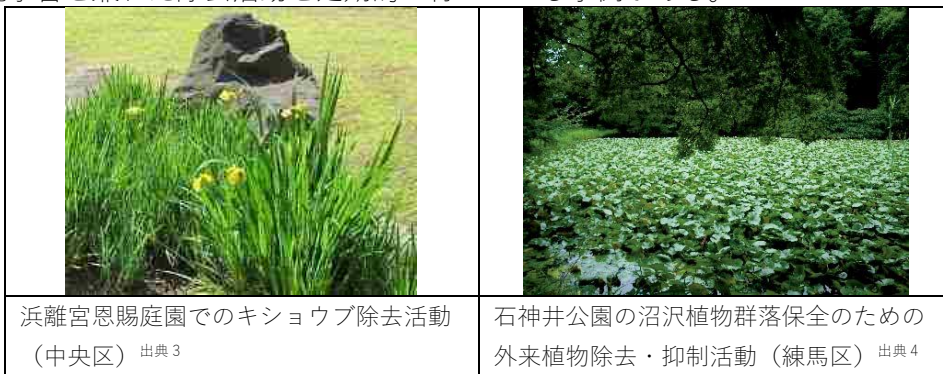 浜離宮恩賜庭園でのキショウブ除去活動
（中央区）出典3
石神井公園の沼沢植物群落保全のための
外来植物除去・抑制活動（練馬区）出典4